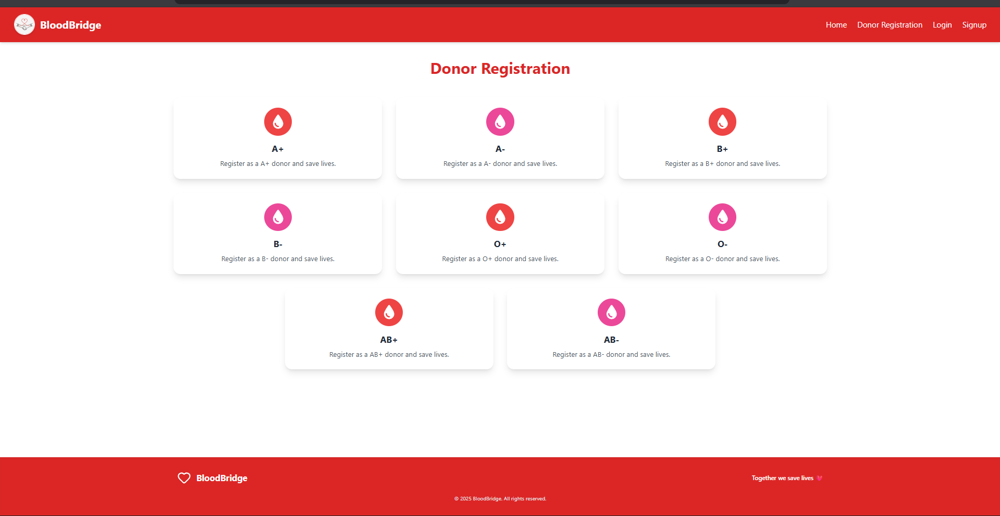 BloodBridge
Home Donor Registration Login Signup
Donor Registration
A+
Register as a A+ donor and save lives.
A-
Register as a A- donor and save lives.
B+
Register as a B+ donor and save lives.
B-
Register as a B- donor and save lives.
O+
Register as a O+ donor and save lives.
O-
Register as a O- donor and save lives.
AB+
Register as a AB+ donor and save lives.
AB-
Register as a AB- donor and save lives.
BloodBridge
Together we save lives 💓
© 2025 BloodBridge. All rights reserved.